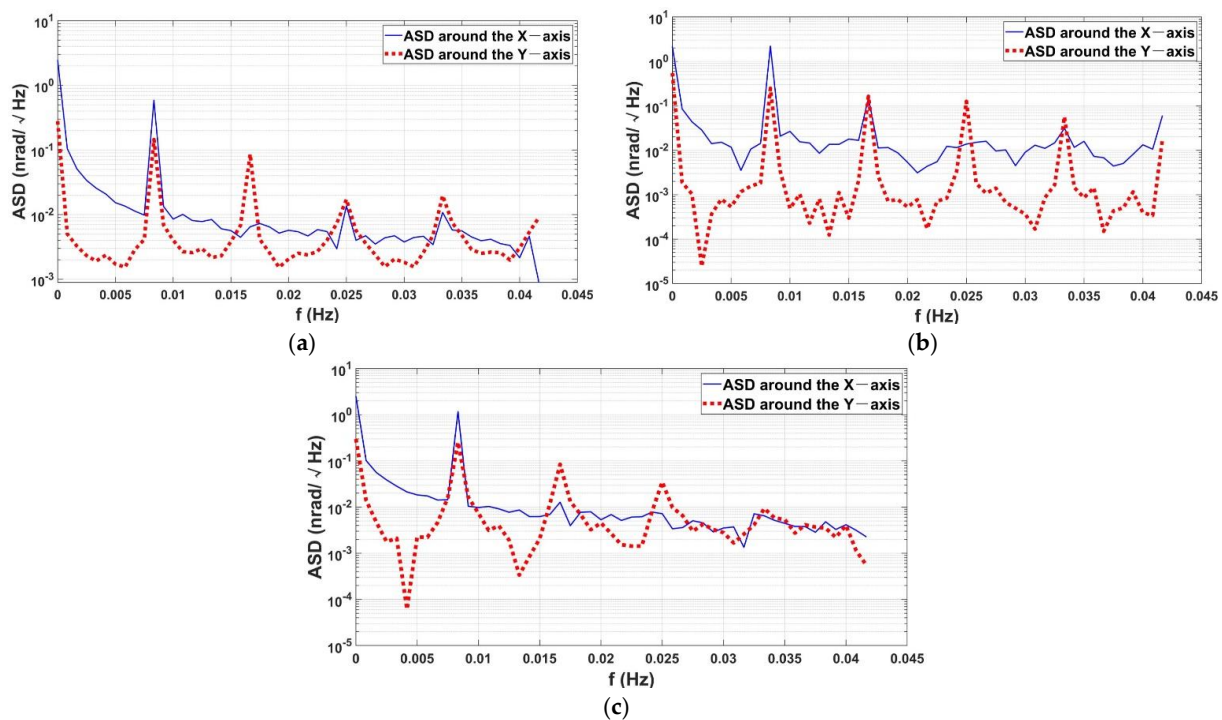 10^1
10^0
10^-1
10^-2
10^-3
ASD (nrad/ √ Hz)
ASD around the X—axis
ASD around the Y—axis
0 0.005 0.01 0.015 0.02 0.025 0.03 0.035 0.04 0.045
f (Hz)
(a)
10^1
10^0
10^-1
10^-2
10^-3
10^-4
10^-5
ASD (nrad/ √ Hz)
ASD around the X—axis
ASD around the Y—axis
0 0.005 0.01 0.015 0.02 0.025 0.03 0.035 0.04 0.045
f (Hz)
(b)
10^1
10^0
10^-1
10^-2
10^-3
10^-4
10^-5
ASD (nrad/ √ Hz)
ASD around the X—axis
ASD around the Y—axis
0 0.005 0.01 0.015 0.02 0.025 0.03 0.035 0.04 0.045
f (Hz)
(c)